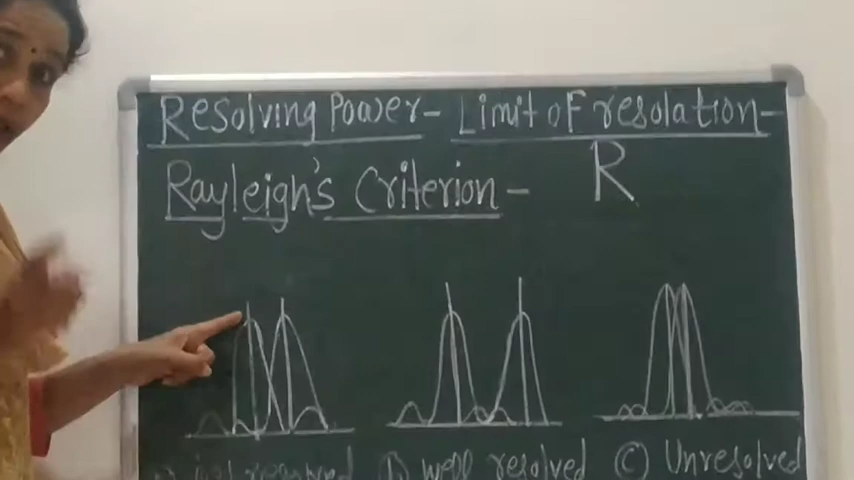 Resolving Power- Limit of resolation-
Rayleigh's Criterion- R
well resolved © Unresolved